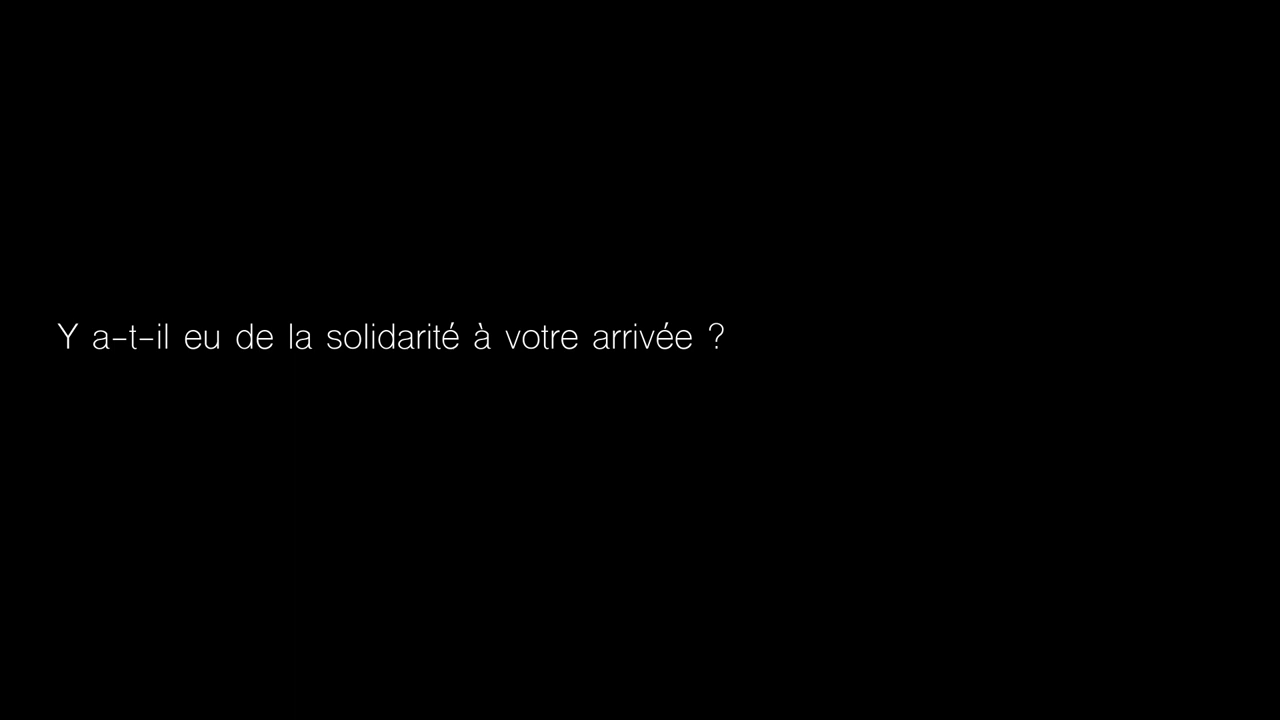 Y a-t-il eu de la solidarité à votre arrivée ?